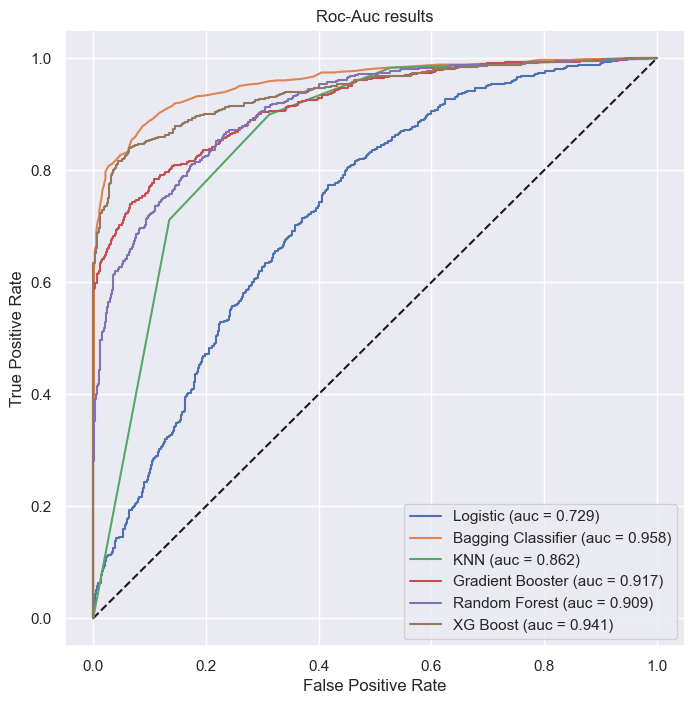 Roc-Auc results
True Positive Rate
1.0
0.8
0.6
0.4
0.2
0.0
Logistic (auc = 0.729)
Bagging Classifier (auc = 0.958)
KNN (auc = 0.862)
Gradient Booster (auc = 0.917)
Random Forest (auc = 0.909)
XG Boost (auc = 0.941)
0.0 0.2 0.4 0.6 0.8 1.0
False Positive Rate